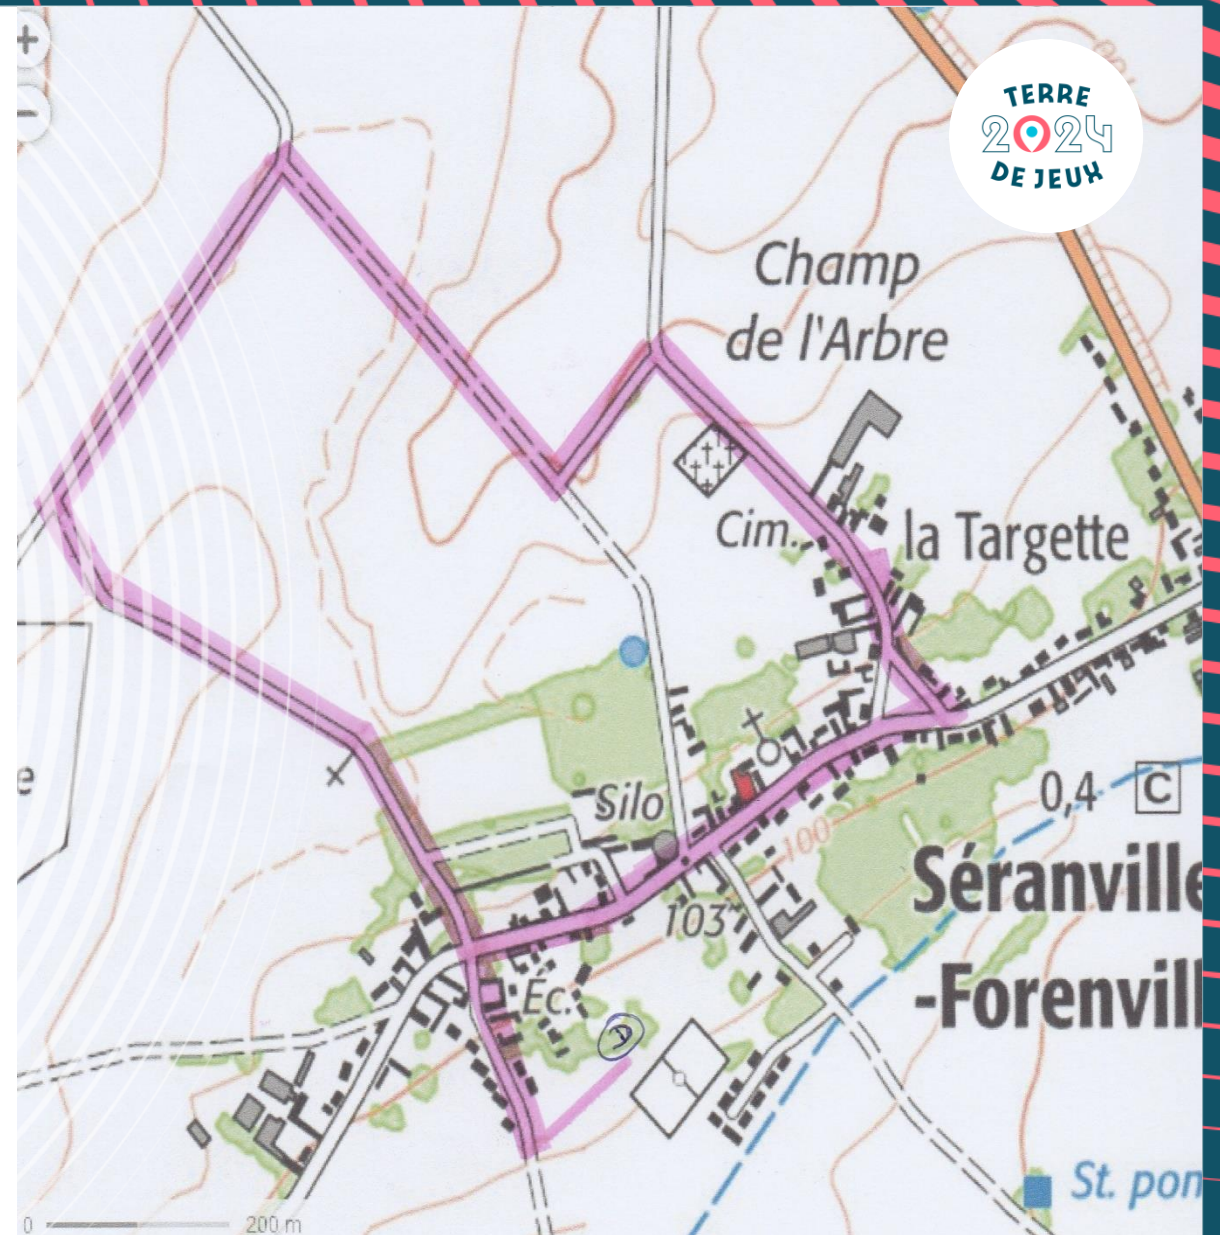 +
−
TERRE
2024
DE JEUX
Champ
de l'Arbre
Cim.
la Targette
e
Silo
0,4 C
100
Séranville
103
-Forenvill
Éc.
D
St. pon
0 200 m